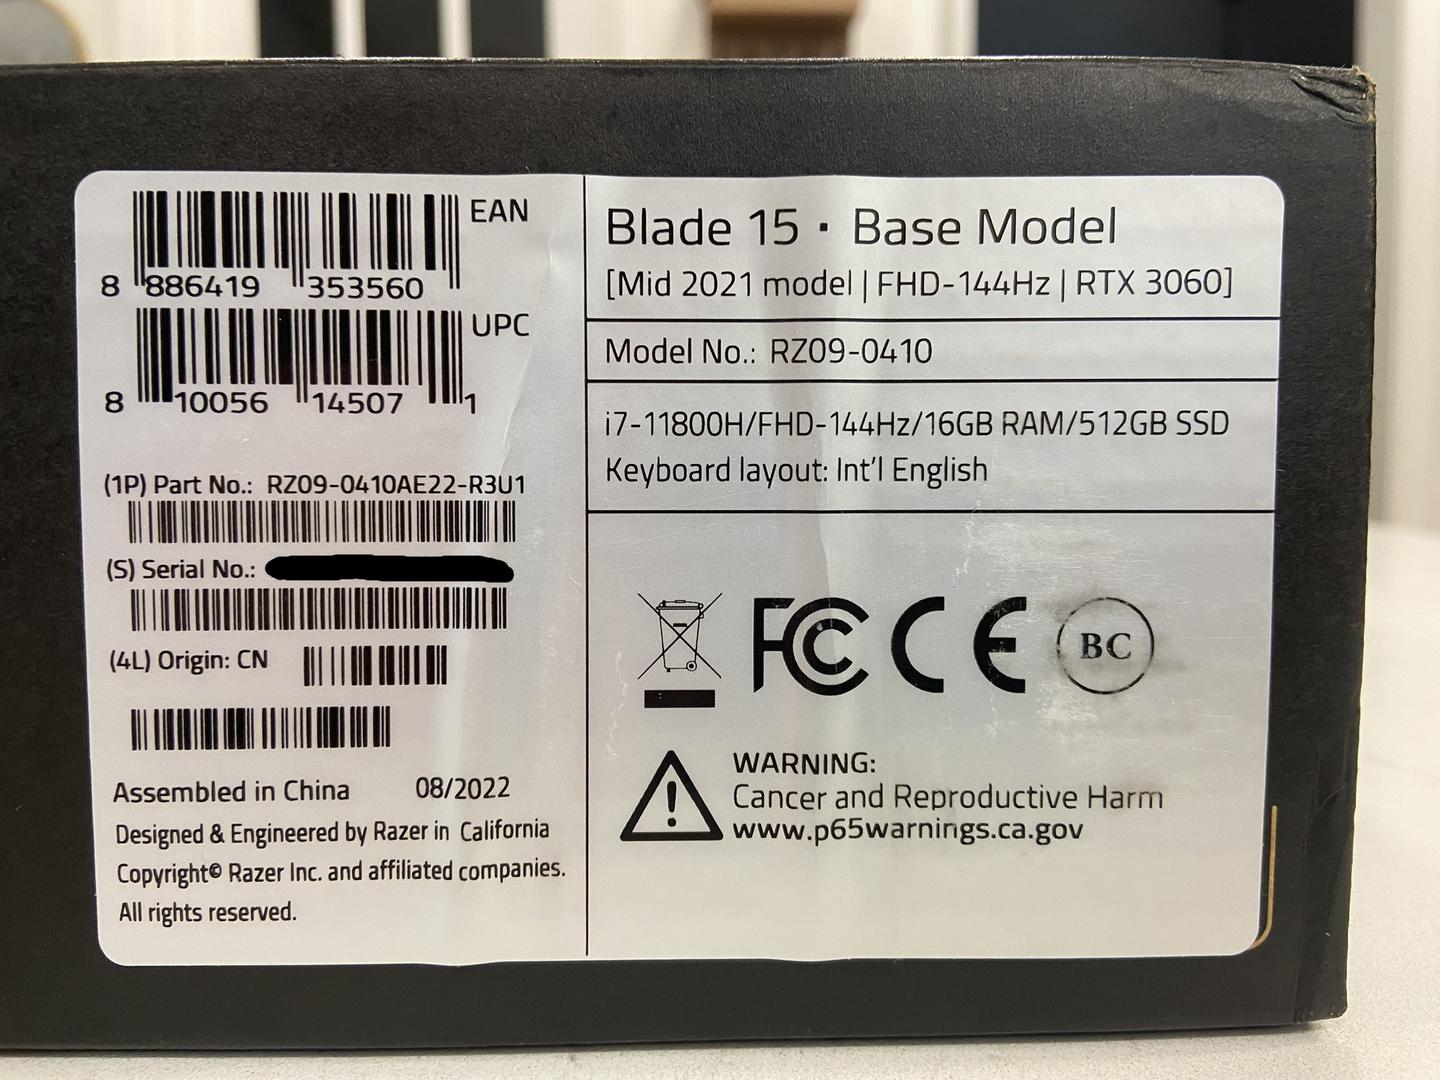 EAN
8 886419 353560
UPC
8 10056 14507 1
(1P) Part No.: RZ09-0410AE22-R3U1
(S) Serial No.:
(4L) Origin: CN
Assembled in China 08/2022
Designed & Engineered by Razer in California
Copyright© Razer Inc. and affiliated companies.
All rights reserved.
Blade 15 · Base Model
[Mid 2021 model | FHD-144Hz | RTX 3060]
Model No.: RZ09-0410
i7-11800H/FHD-144Hz/16GB RAM/512GB SSD
Keyboard layout: Int'l English
FC CE BC
WARNING:
Cancer and Reproductive Harm
www.p65warnings.ca.gov